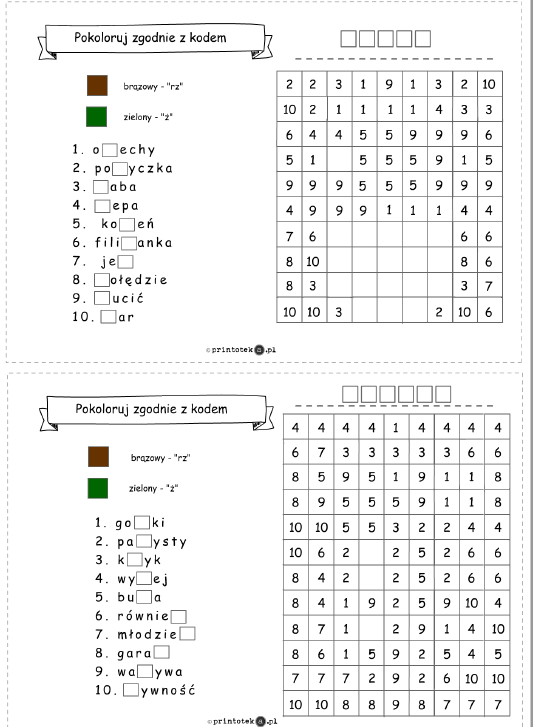 Pokoloruj zgodnie z kodem
brązowy - "rz"
zielony - "ż"
1. o□echy
2. po□yczka
3. □aba
4. □epa
5. ko□eń
6. fili□anka
7. je□
8. □ołędzie
9. □ucić
10. □ar
2 2 3 1 9 1 3 2 10
10 2 1 1 1 1 4 3 3
6 4 4 5 5 9 9 9 6
5 1 5 5 5 9 1 5
9 9 9 5 5 5 9 9 9
4 9 9 9 1 1 1 4 4
7 6 6 6
8 10 8 6
8 3 3 7
10 10 3 2 10 6
© printotek a .pl
Pokoloruj zgodnie z kodem
brązowy - "rz"
zielony - "ż"
1. go□ki
2. pa□ysty
3. k□yk
4. wy□ej
5. bu□a
6. równie□
7. młodzie□
8. gara□
9. wa□ywa
10. □ywność
4 4 4 4 1 4 4 4 4
6 7 3 3 3 3 3 6 6
8 5 9 5 1 9 1 1 8
8 9 5 5 5 9 1 1 8
10 10 5 5 3 2 2 4 4
10 6 2 2 5 2 6 6
8 4 2 2 5 2 6 6
8 4 1 9 2 5 9 10 4
8 7 1 2 9 1 4 10
8 6 1 5 9 2 5 4 5
7 7 7 2 9 2 6 10 10
10 10 8 8 9 8 7 7 7
© printotek a .pl